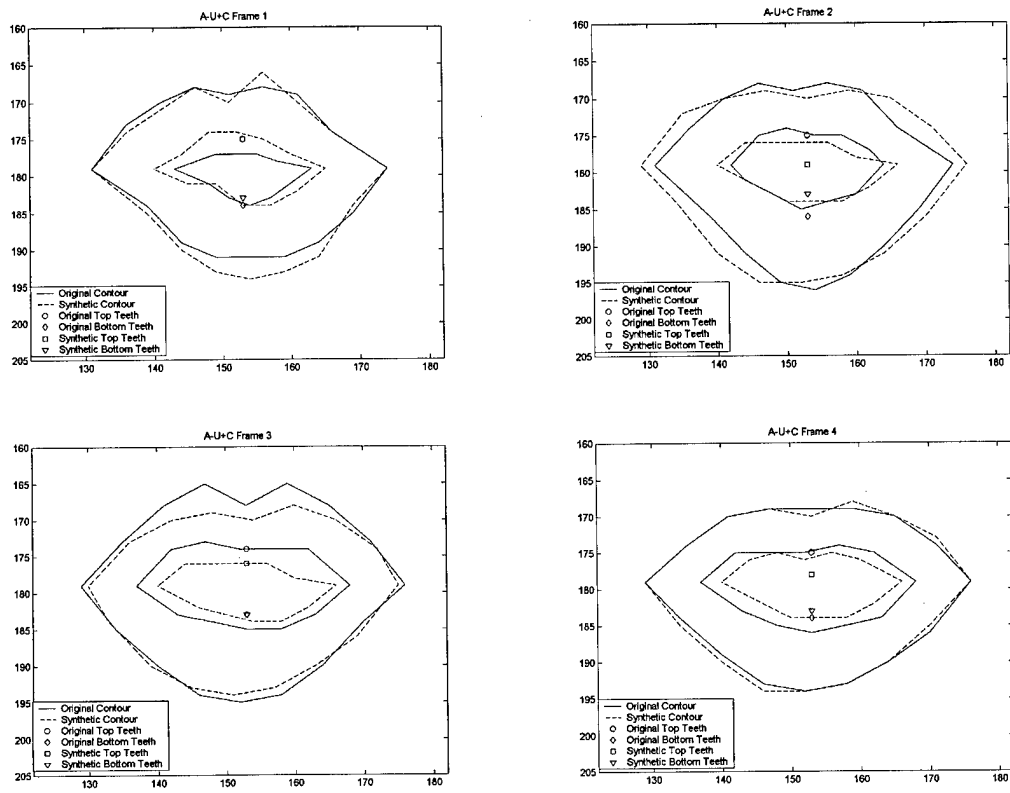 A-U+C Frame 1
160
165
170
175
180
185
190
195
200
205
130
140
150
160
170
180
Original Contour
Synthetic Contour
Original Top Teeth
Original Bottom Teeth
Synthetic Top Teeth
Synthetic Bottom Teeth
A-U+C Frame 2
160
165
170
175
180
185
190
195
200
205
130
140
150
160
170
180
Original Contour
Synthetic Contour
Original Top Teeth
Original Bottom Teeth
Synthetic Top Teeth
Synthetic Bottom Teeth
A-U+C Frame 3
160
165
170
175
180
185
190
195
200
205
130
140
150
160
170
180
Original Contour
Synthetic Contour
Original Top Teeth
Original Bottom Teeth
Synthetic Top Teeth
Synthetic Bottom Teeth
A-U+C Frame 4
160
165
170
175
180
185
190
195
200
205
130
140
150
160
170
180
Original Contour
Synthetic Contour
Original Top Teeth
Original Bottom Teeth
Synthetic Top Teeth
Synthetic Bottom Teeth